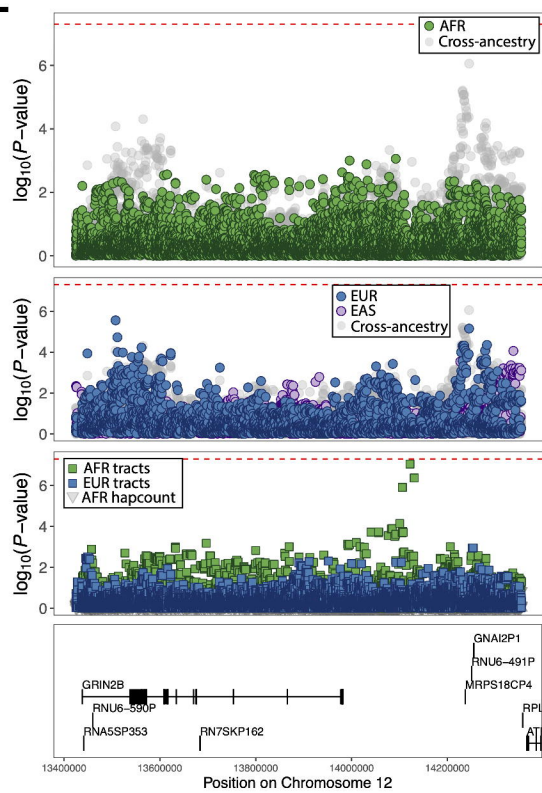 AFR
Cross-ancestry
6
4
2
0
log10(P−value)
EUR
EAS
Cross-ancestry
6
4
2
0
log10(P−value)
AFR tracts
EUR tracts
AFR hapcount
6
4
2
0
log10(P−value)
GNAI2P1
RNU6-491P
GRIN2B
MRPS18CP4
RNU6-590P
RPL
RNA5SP353
RN7SKP162
13400000 13600000 13800000 14000000 14200000
Position on Chromosome 12